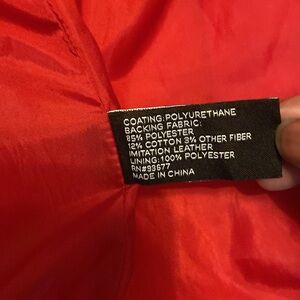 COATING:POLYURETHANE
BACKING FABRIC:
85% POLYESTER
12% COTTON 3% OTHER FIBER
IMITATION LEATHER
LINING:100% POLYESTER
RN#93677
MADE IN CHINA